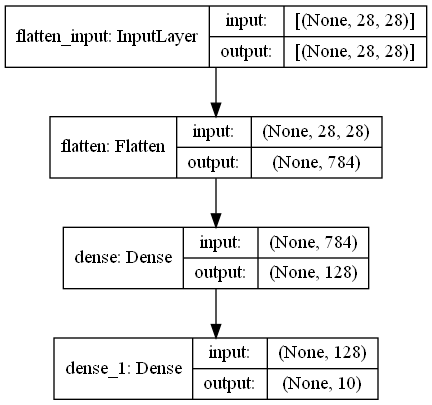 flatten_input: InputLayer
input: [(None, 28, 28)]
output: [(None, 28, 28)]
flatten: Flatten
input: (None, 28, 28)
output: (None, 784)
dense: Dense
input: (None, 784)
output: (None, 128)
dense_1: Dense
input: (None, 128)
output: (None, 10)